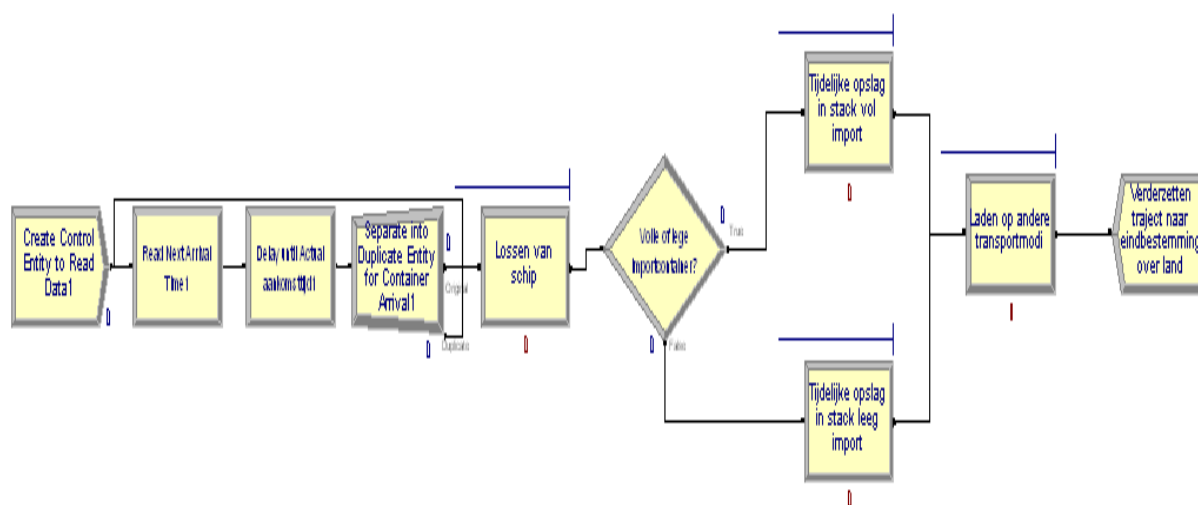 Create Control
Entity to Read
Data1
Read Next Arrival
Time1
Delay until Actual
aankomsttijd1
Separate into
Duplicate Entity
for Container
Arrival1
Original
Duplicate
Lossen van
schip
Volle of lege
importcontainer?
True
False
Tijdelijke opslag
in stack vol
import
Tijdelijke opslag
in stack leeg
import
Laden op andere
transportmodi
Verderzetten
traject naar
eindbestemming
over land
0
0
0
0
0
0
0
0
0